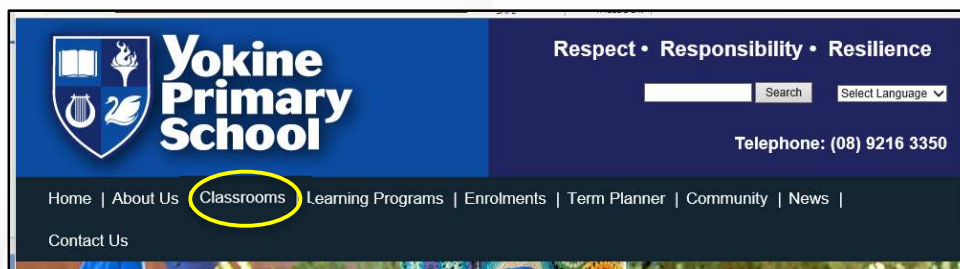 Yokine
Primary
School
Respect • Responsibility • Resilience
Search
Select Language
Telephone: (08) 9216 3350
Home | About Us | Classrooms | Learning Programs | Enrolments | Term Planner | Community | News |
Contact Us